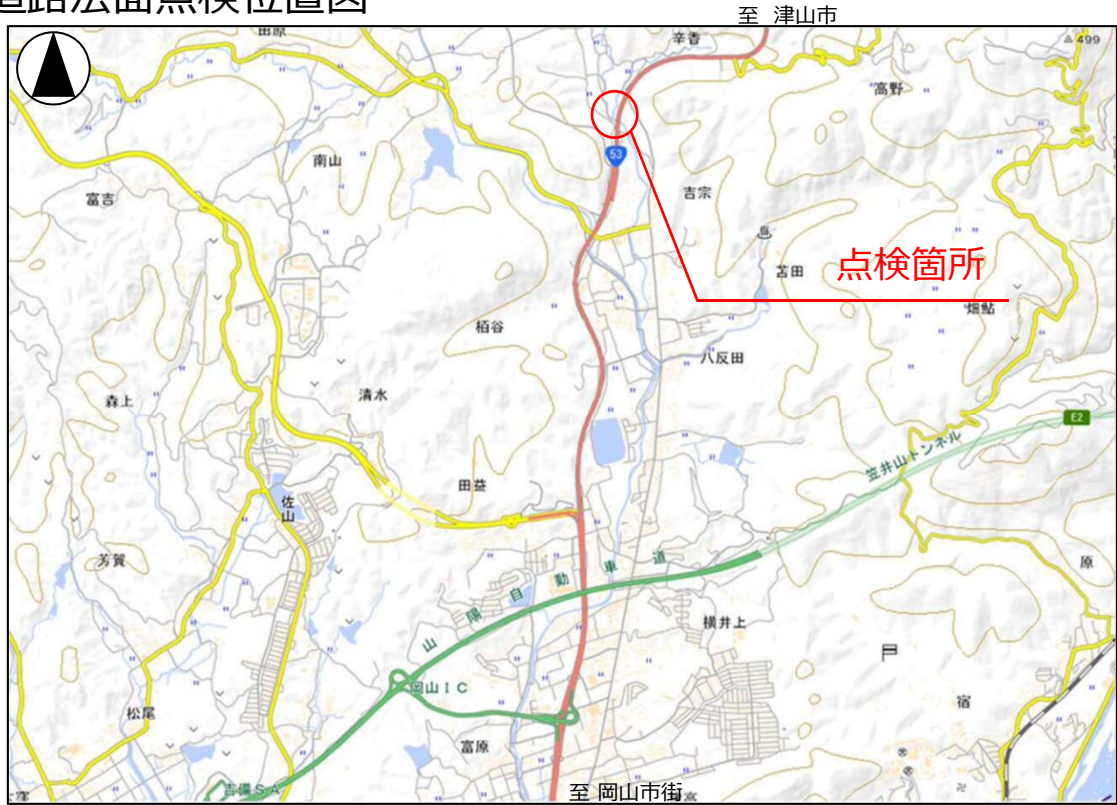 道路法面点検位置図
至 津山市
田原
辛香
499
高野
南山
53
富吉
吉宗
苫田
点検箇所
畑鮎
栢谷
八反田
清水
森上
E2
笠井山トンネル
田益
佐山
芳賀
原
山陽自動車道
横井上
岡山IC
松尾
宿
富原
吉備SA
至 岡山市街